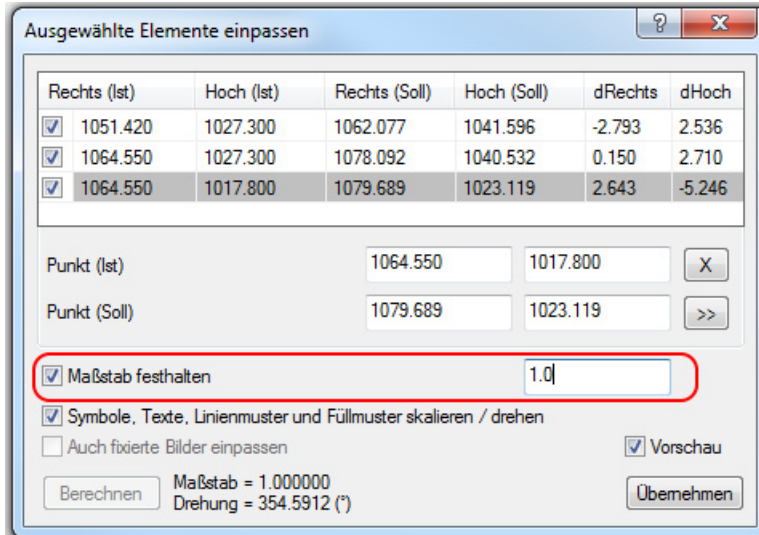 Ausgewählte Elemente einpassen
Rechts (Ist) Hoch (Ist) Rechts (Soll) Hoch (Soll) dRechts dHoch
1051.420 1027.300 1062.077 1041.596 -2.793 2.536
1064.550 1027.300 1078.092 1040.532 0.150 2.710
1064.550 1017.800 1079.689 1023.119 2.643 -5.246
Punkt (Ist) 1064.550 1017.800 X
Punkt (Soll) 1079.689 1023.119 >>
Maßstab festhalten 1.0
Symbole, Texte, Linienmuster und Füllmuster skalieren / drehen
Auch fixierte Bilder einpassen Vorschau
Berechnen Maßstab = 1.000000 Übernehmen
Drehung = 354.5912 (°)